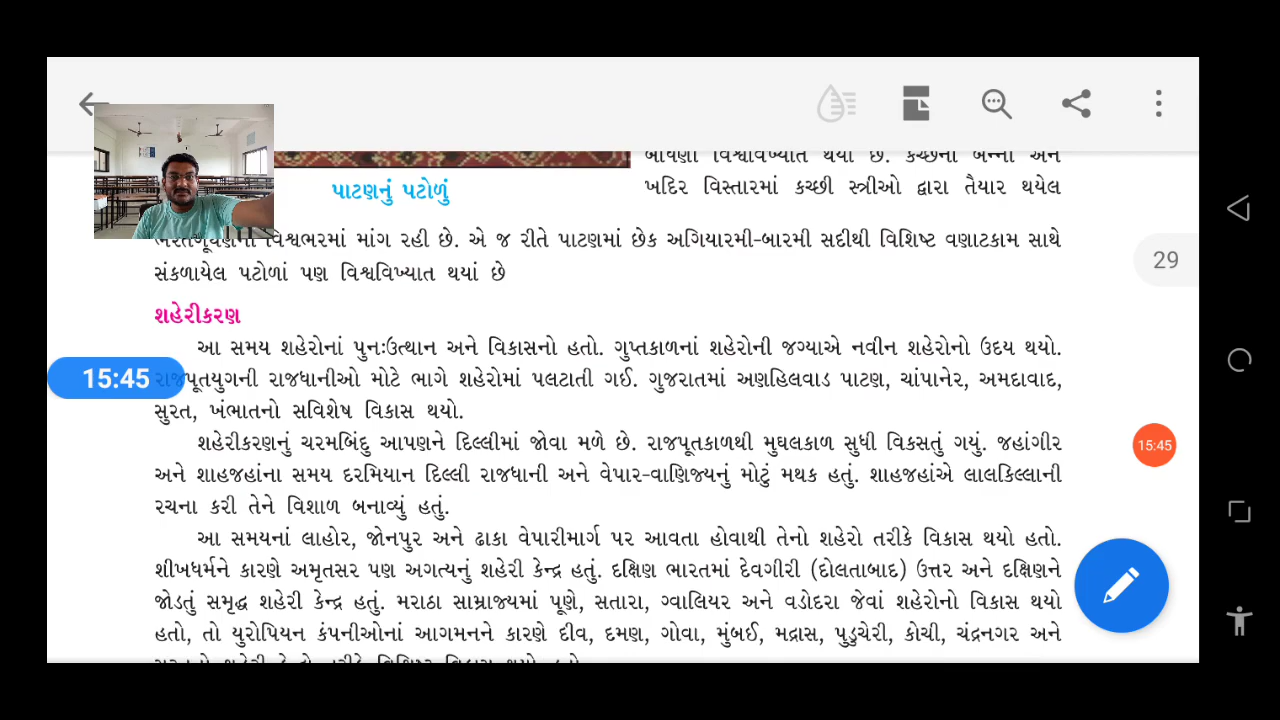 બાંધણી વિશ્વવિખ્યાત થયાં છે. કચ્છના બન્ની અને
પાટણનું પટોળું
ખદિર વિસ્તારમાં કચ્છી સ્ત્રીઓ દ્વારા તૈયાર થયેલ
વિશ્વભરમાં માંગ રહી છે. એ જ રીતે પાટણમાં છેક અગિયારમી-બારમી સદીથી વિશિષ્ટ વણાટકામ સાથે
29
સંકળાયેલ પટોળાં પણ વિશ્વવિખ્યાત થયાં છે
શહેરીકરણ
આ સમય શહેરોનાં પુનઃઉત્થાન અને વિકાસનો હતો. ગુપ્તકાળનાં શહેરોની જગ્યાએ નવીન શહેરોનો ઉદય થયો.
15:45
રાજપૂતયુગની રાજધાનીઓ મોટે ભાગે શહેરોમાં પલટાતી ગઈ. ગુજરાતમાં અણહિલવાડ પાટણ, ચાંપાનેર, અમદાવાદ,
સુરત, ખંભાતનો સવિશેષ વિકાસ થયો.
શહેરીકરણનું ચરમબિંદુ આપણને દિલ્લીમાં જોવા મળે છે. રાજપૂતકાળથી મુઘલકાળ સુધી વિકસતું ગયું. જહાંગીર
15:45
અને શાહજહાંના સમય દરમિયાન દિલ્લી રાજધાની અને વેપાર-વાણિજ્યનું મોટું મથક હતું. શાહજહાંએ લાલકિલ્લાની
રચના કરી તેને વિશાળ બનાવ્યું હતું.
આ સમયનાં લાહોર, જોનપુર અને ઢાકા વેપારીમાર્ગ પર આવતા હોવાથી તેનો શહેરો તરીકે વિકાસ થયો હતો.
શીખધર્મને કારણે અમૃતસર પણ અગત્યનું શહેરી કેન્દ્ર હતું. દક્ષિણ ભારતમાં દેવગીરી (દોલતાબાદ) ઉત્તર અને દક્ષિણને
જોડતું સમૃદ્ધ શહેરી કેન્દ્ર હતું. મરાઠા સામ્રાજ્યમાં પૂણે, સતારા, ગ્વાલિયર અને વડોદરા જેવાં શહેરોનો વિકાસ થયો
હતો, તો યુરોપિયન કંપનીઓનાં આગમનને કારણે દીવ, દમણ, ગોવા, મુંબઈ, મદ્રાસ, પુડુચેરી, કોચી, ચંદ્રનગર અને